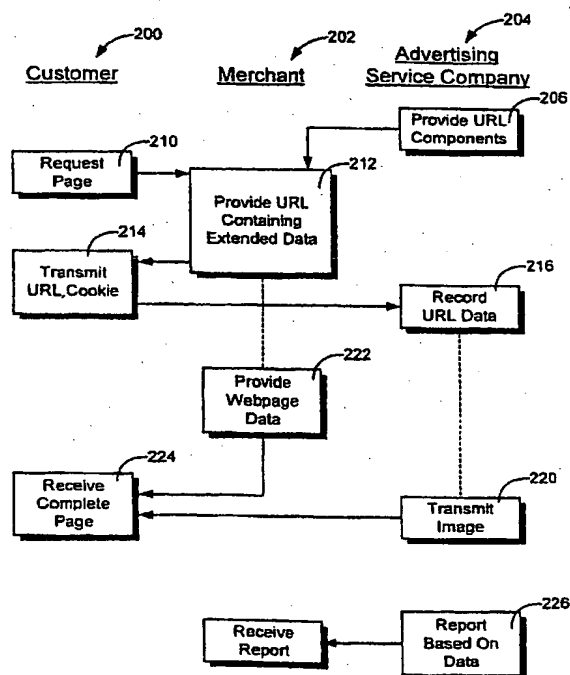 200
Customer
202
Merchant
204
Advertising
Service Company
206
Provide URL
Components
210
Request
Page
212
Provide URL
Containing
Extended Data
214
Transmit
URL,Cookie
216
Record
URL Data
222
Provide
Webpage
Data
224
Receive
Complete
Page
220
Transmit
Image
Receive
Report
226
Report
Based On
Data